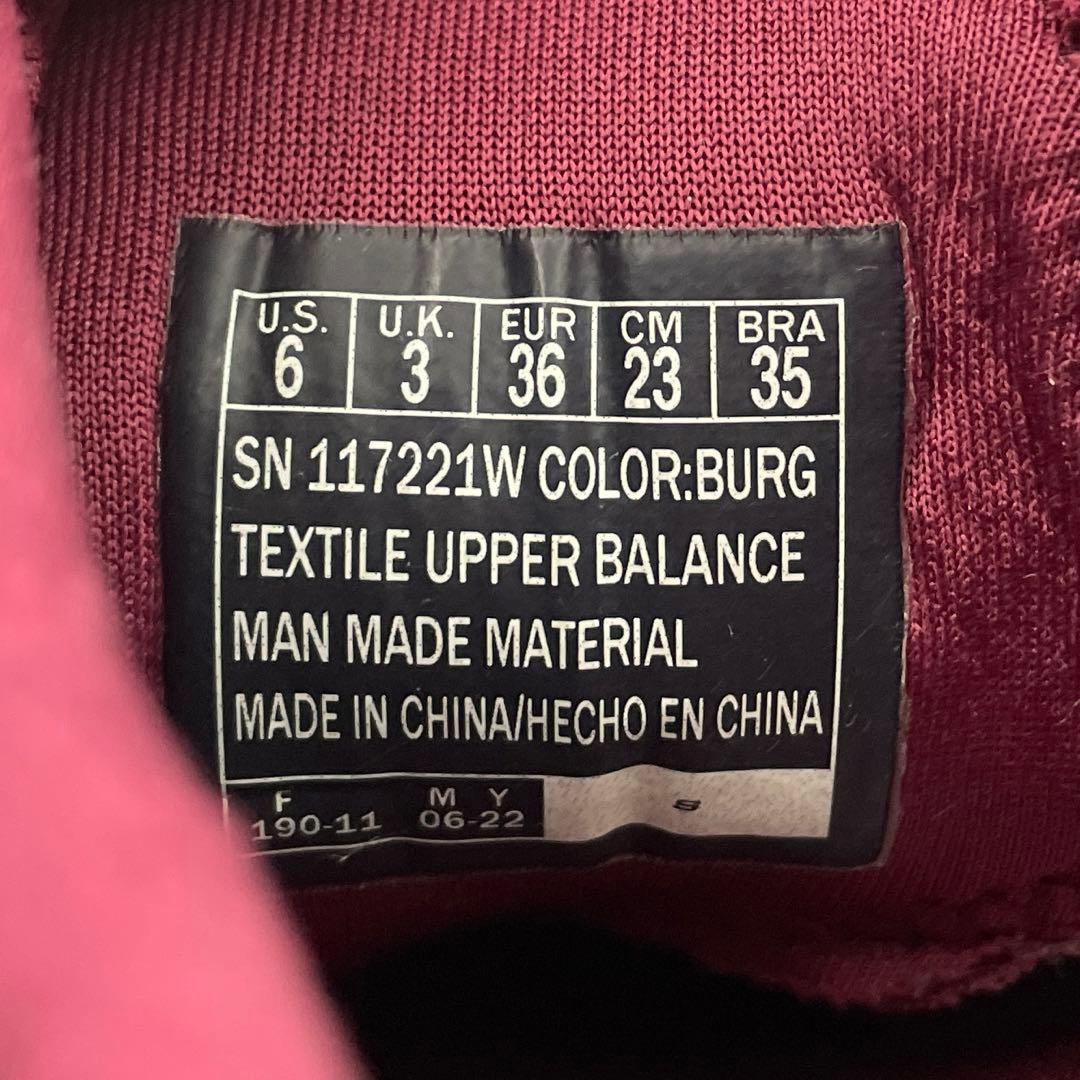 U.S. U.K. EUR CM BRA
6 3 36 23 35
SN 117221W COLOR:BURG
TEXTILE UPPER BALANCE
MAN MADE MATERIAL
MADE IN CHINA/HECHO EN CHINA
F M Y
190-11 06-22
S